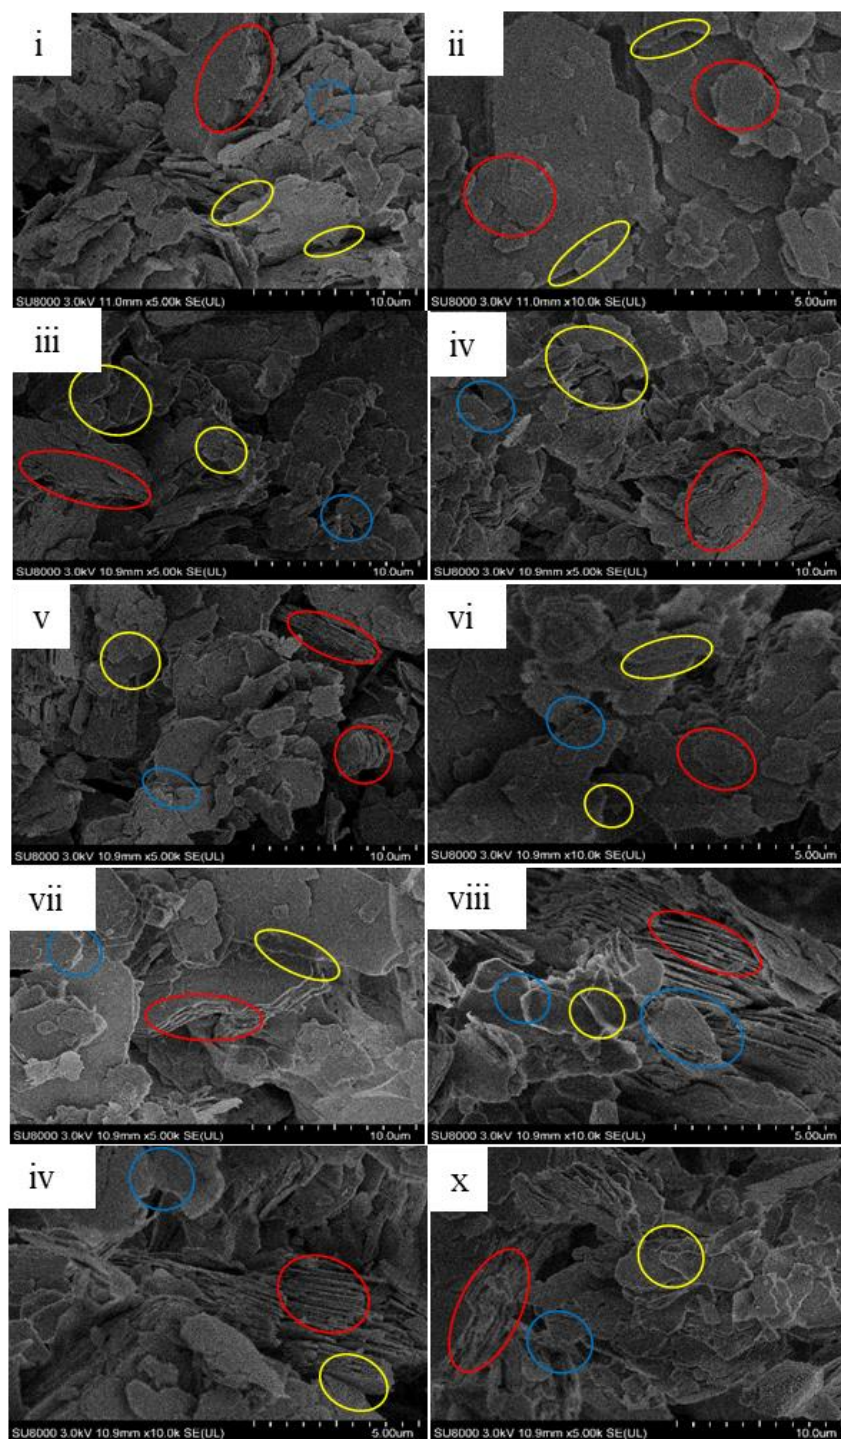 i
ii
SU8000 3.0kV 11.0mm x5.00k SE(UL) 10.0um
SU8000 3.0kV 11.0mm x10.0k SE(UL) 5.00um
iii
iv
SU8000 3.0kV 10.9mm x5.00k SE(UL) 10.0um
SU8000 3.0kV 10.9mm x5.00k SE(UL) 10.0um
v
vi
SU8000 3.0kV 10.9mm x5.00k SE(UL) 10.0um
SU8000 3.0kV 10.9mm x10.0k SE(UL) 5.00um
vii
viii
SU8000 3.0kV 10.9mm x5.00k SE(UL) 10.0um
SU8000 3.0kV 10.9mm x10.0k SE(UL) 5.00um
iv
x
SU8000 3.0kV 10.9mm x10.0k SE(UL) 5.00um
SU8000 3.0kV 10.9mm x5.00k SE(UL) 10.0um